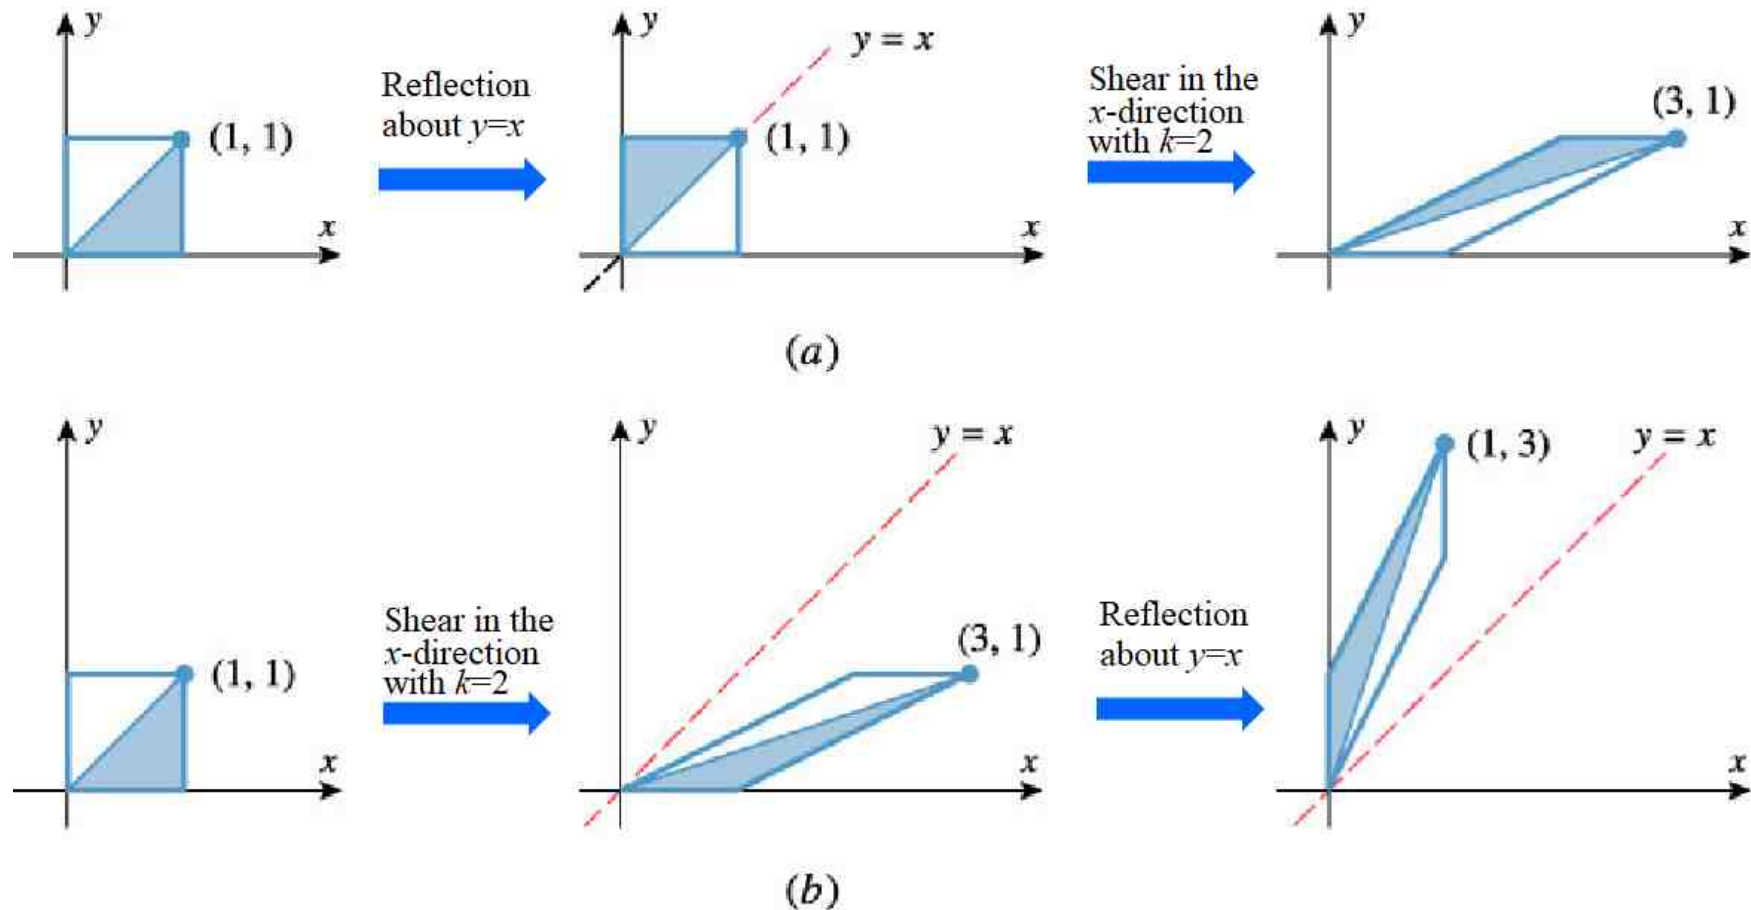 y
y
y = x
Reflection
about y=x
Shear in the
x-direction
with k=2
(3, 1)
(1, 1)
(1, 1)
x
x
x
(a)
y
y
y = x
y
(1, 3)
y = x
Shear in the
x-direction
with k=2
(3, 1)
Reflection
about y=x
(1, 1)
x
x
x
(b)